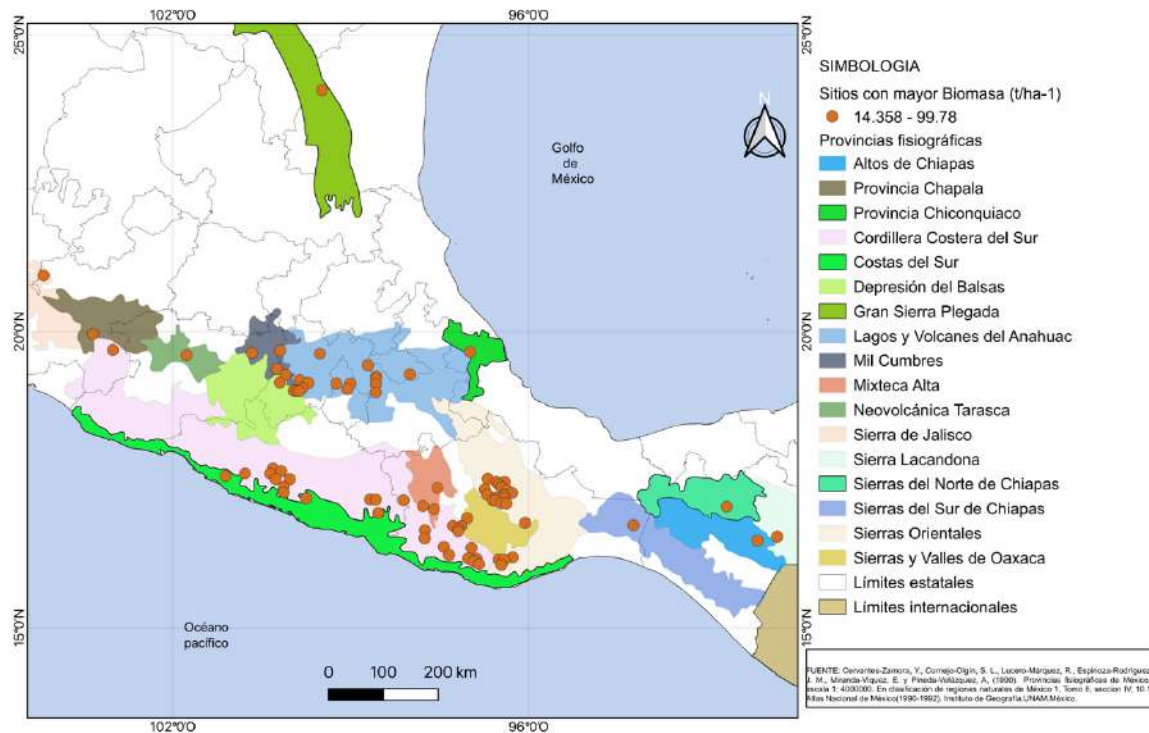 102°0'O
96°0'O
25°0'N
25°0'N
N
Golfo
de
México
20°0'N
20°0'N
15°0'N
15°0'N
Océano
pacífico
0 100 200 km
102°0'O
96°0'O
SIMBOLOGIA
Sitios con mayor Biomasa (t/ha-1)
14.358 - 99.78
Provincias fisiográficas
Altos de Chiapas
Provincia Chapala
Provincia Chiconquiaco
Cordillera Costera del Sur
Costas del Sur
Depresión del Balsas
Gran Sierra Plegada
Lagos y Volcanes del Anahuac
Mil Cumbres
Mixteca Alta
Neovolcánica Tarasca
Sierra de Jalisco
Sierra Lacandona
Sierras del Norte de Chiapas
Sierras del Sur de Chiapas
Sierras Orientales
Sierras y Valles de Oaxaca
Límites estatales
Límites internacionales
FUENTE: Cervantes-Zamora, Y., Cornejo-Olgín, S. L., Lucero-Márquez, R., Espinoza-Rodríguez,
J. M., Miranda-Viquez, E. y Pineda-Velázquez, A, (1990). Provincias fisiográficas de México,
escala 1: 4000000. En clasificación de regiones naturales de México 1, Tomo II, sección IV, 10.1
Atlas Nacional de México(1990-1992). Instituto de Geografía.UNAM.México.